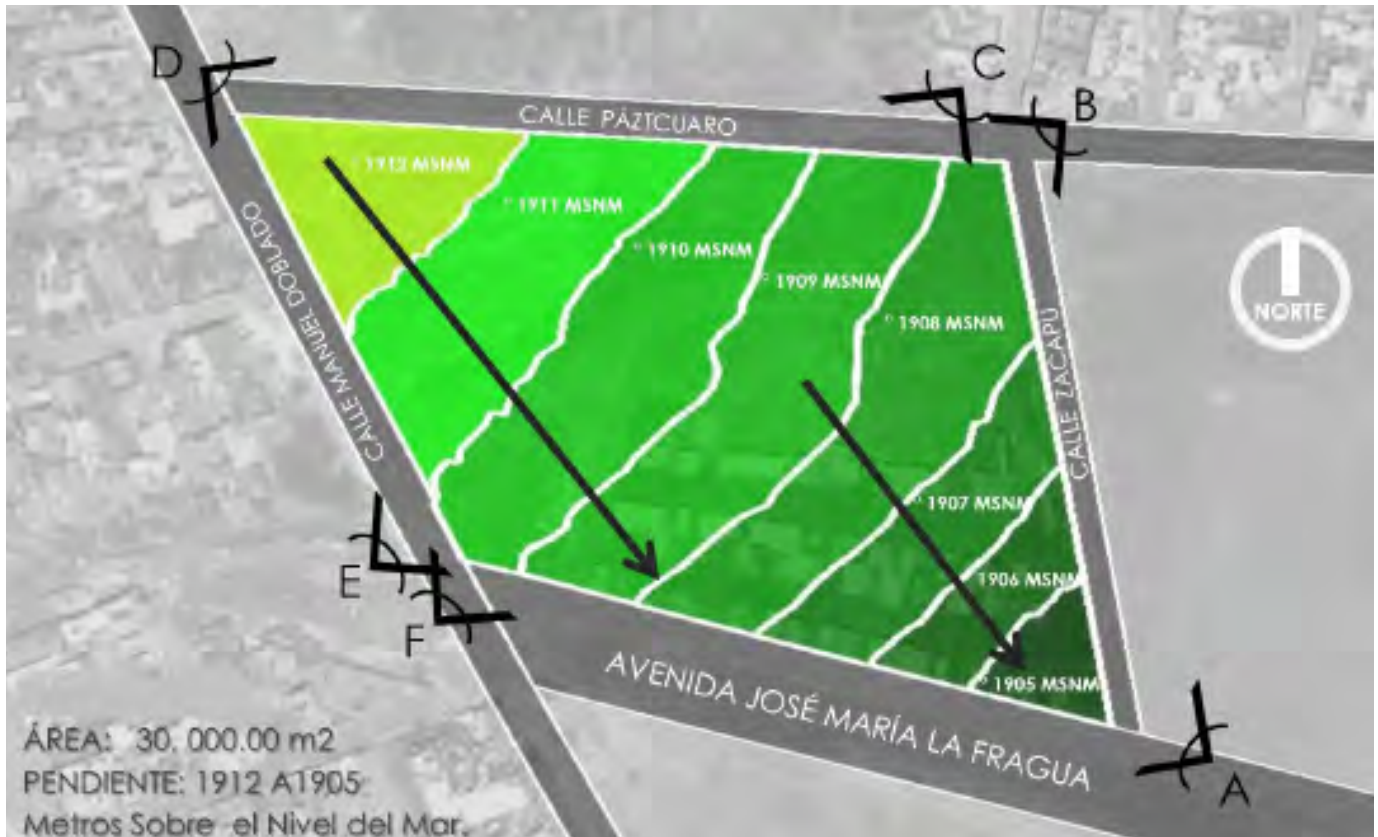 D
C
B
CALLE PÁZTCUARO
° 1912 MSNM
° 1911 MSNM
° 1910 MSNM
° 1909 MSNM
° 1908 MSNM
NORTE
CALLE MANUEL DOBLADO
CALLE ZACAPÚ
° 1907 MSNM
1906 MSNM
E
F
° 1905 MSNM
AVENIDA JOSÉ MARÍA LA FRAGUA
A
ÁREA: 30. 000.00 m2
PENDIENTE: 1912 A1905
Metros Sobre el Nivel del Mar.